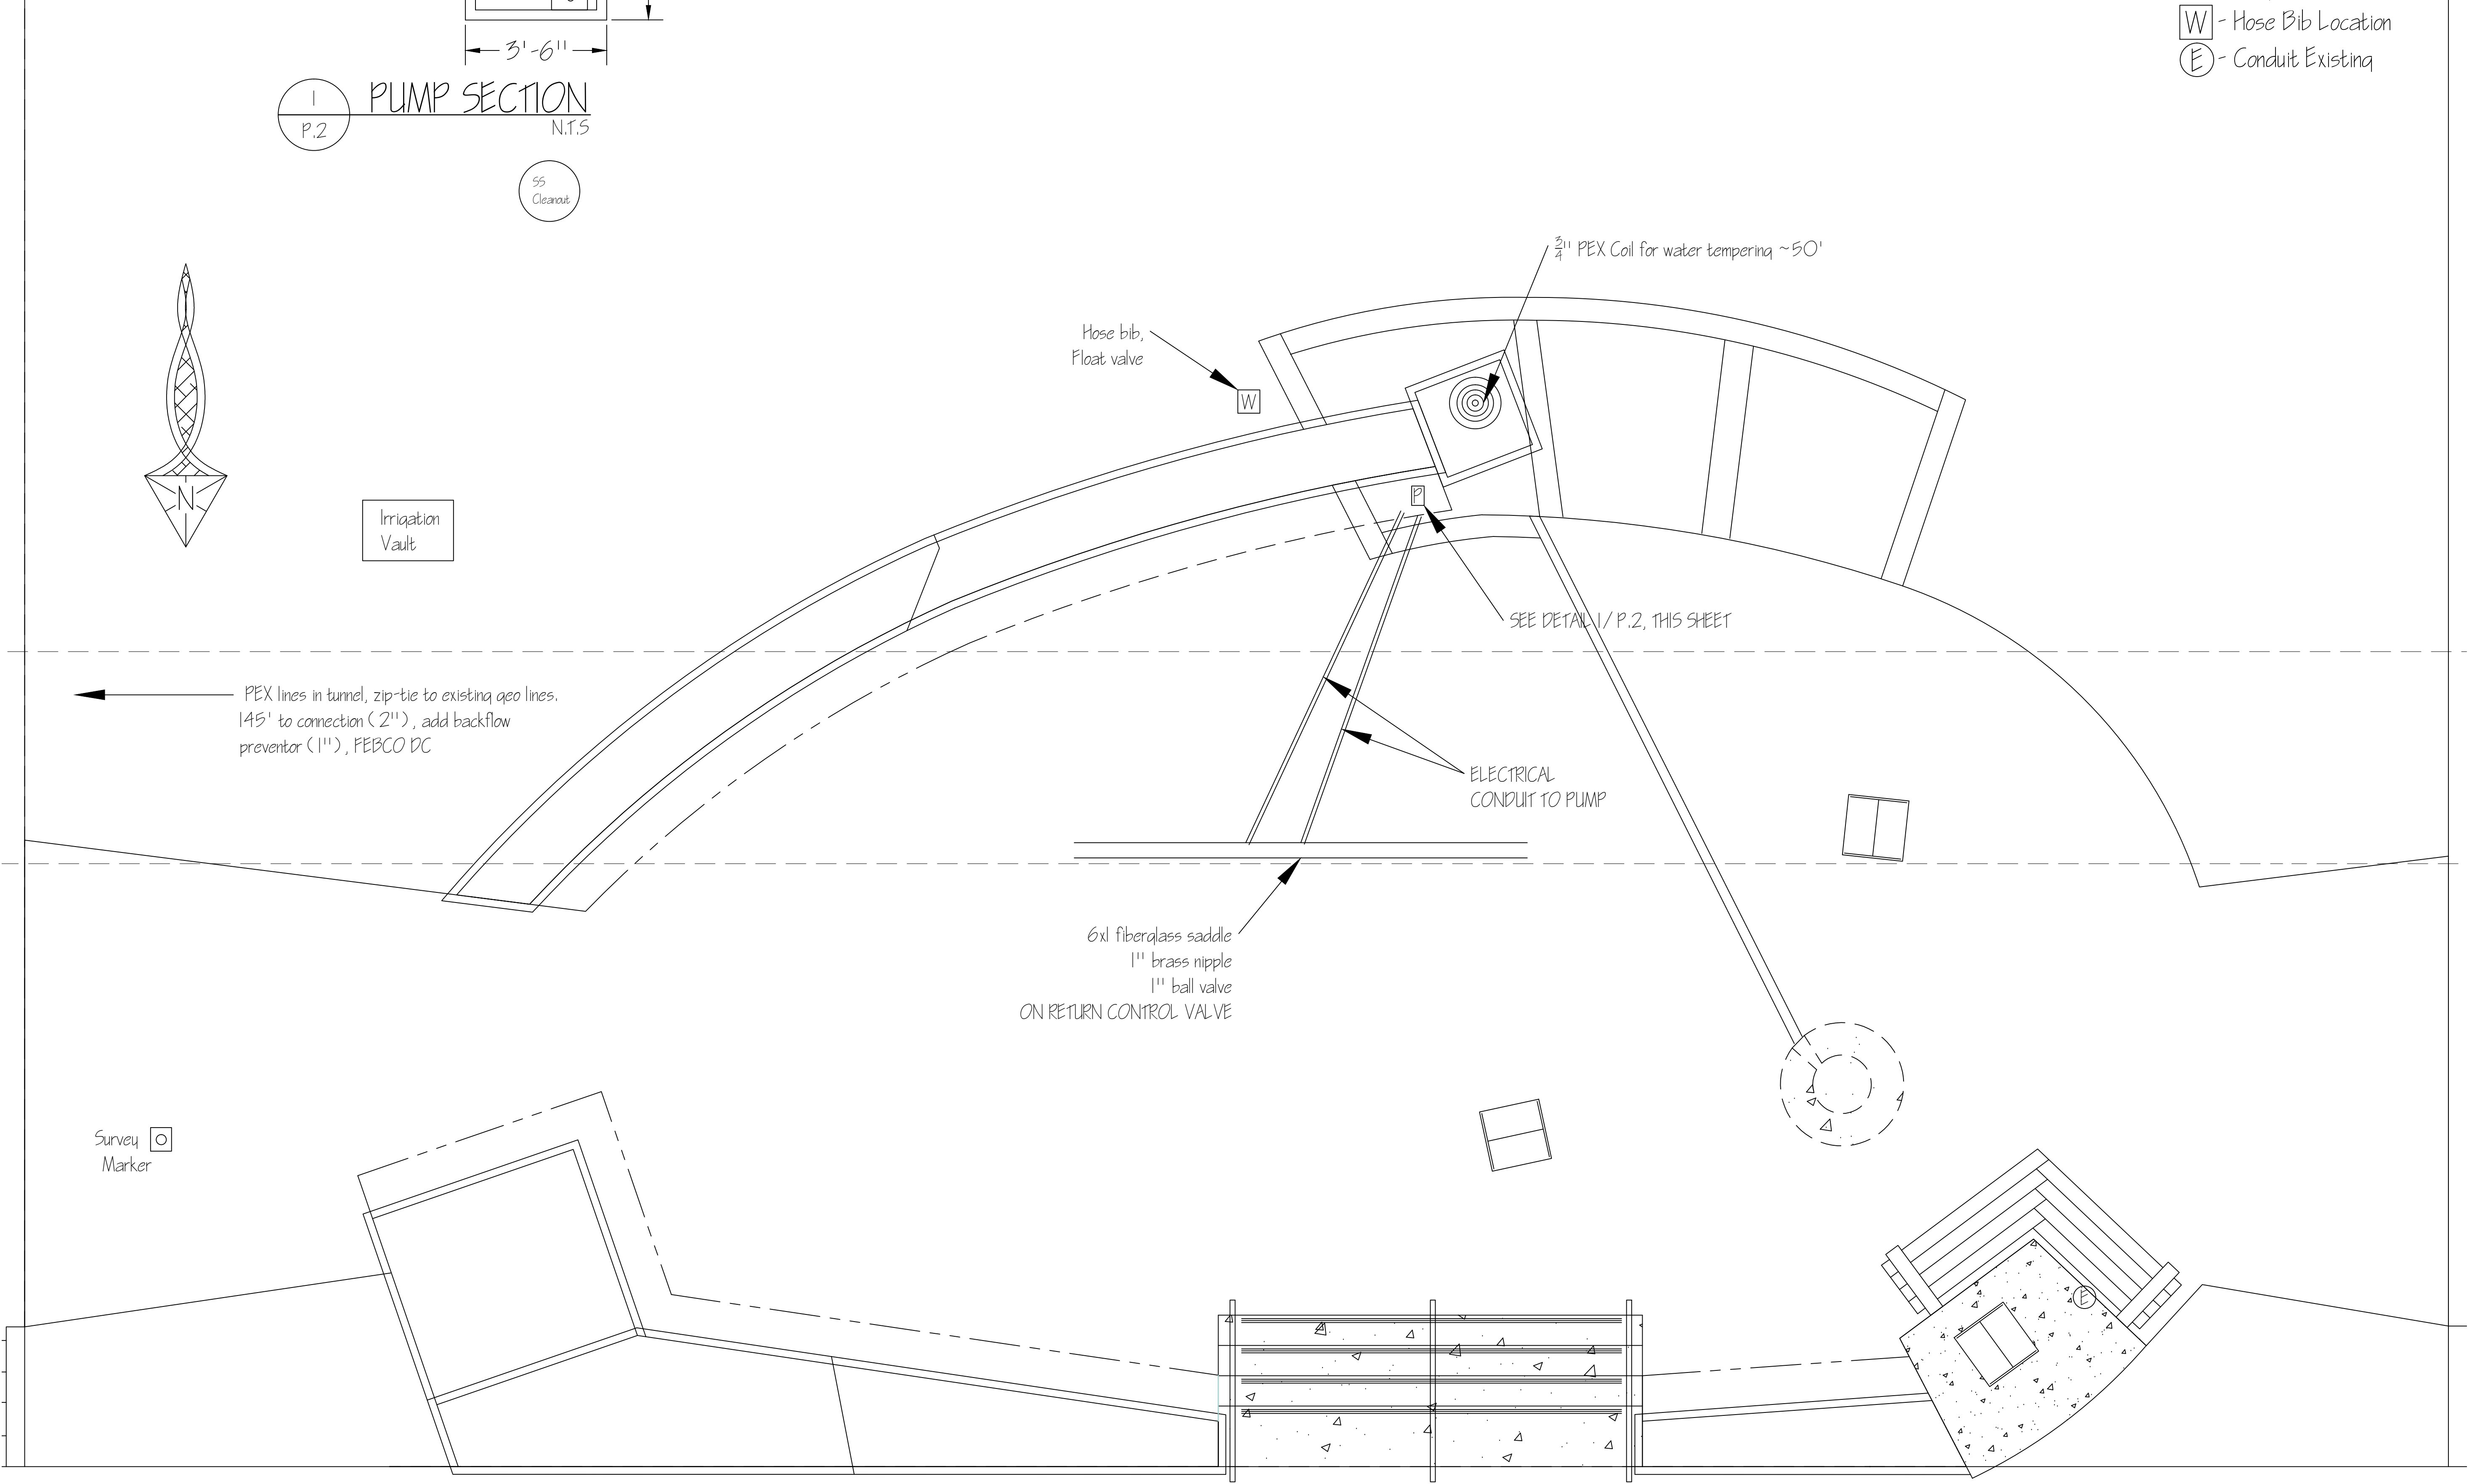 3'-6"
W - Hose Bib Location
E - Conduit Existing
1
PUMP SECTION
P.2
N.T.S
SS
Cleanout
3/4" PEX Coil for water tempering ~50'
Hose bib,
Float valve
W
P
N
Irrigation
Vault
SEE DETAIL 1/ P.2, THIS SHEET
PEX lines in tunnel, zip-tie to existing geo lines.
145' to connection (2"), add backflow
preventor (1"), FEBCO DC
ELECTRICAL
CONDUIT TO PUMP
6x1 fiberglass saddle
1" brass nipple
1" ball valve
ON RETURN CONTROL VALVE
Survey
Marker
E